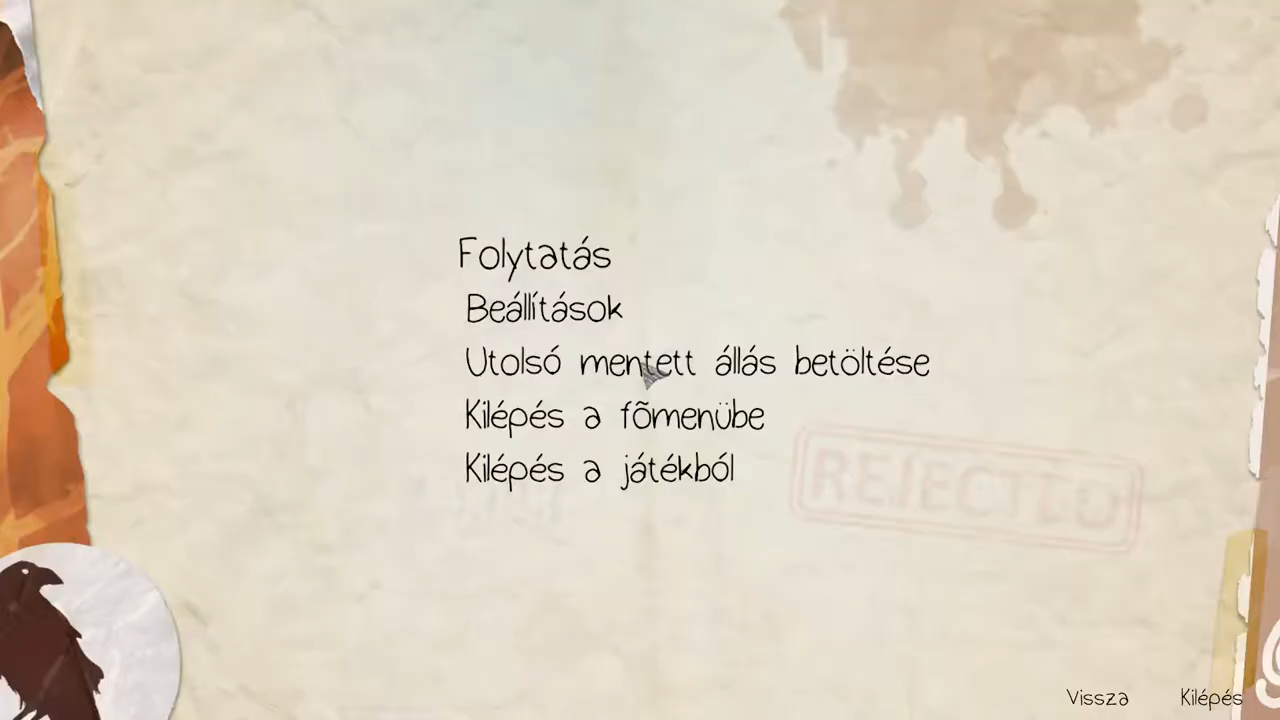 Folytatás
Beállítások
Utolsó mentett állás betöltése
Kilépés a fõmenübe
Kilépés a játékból
REJECTED
Vissza Kilépés